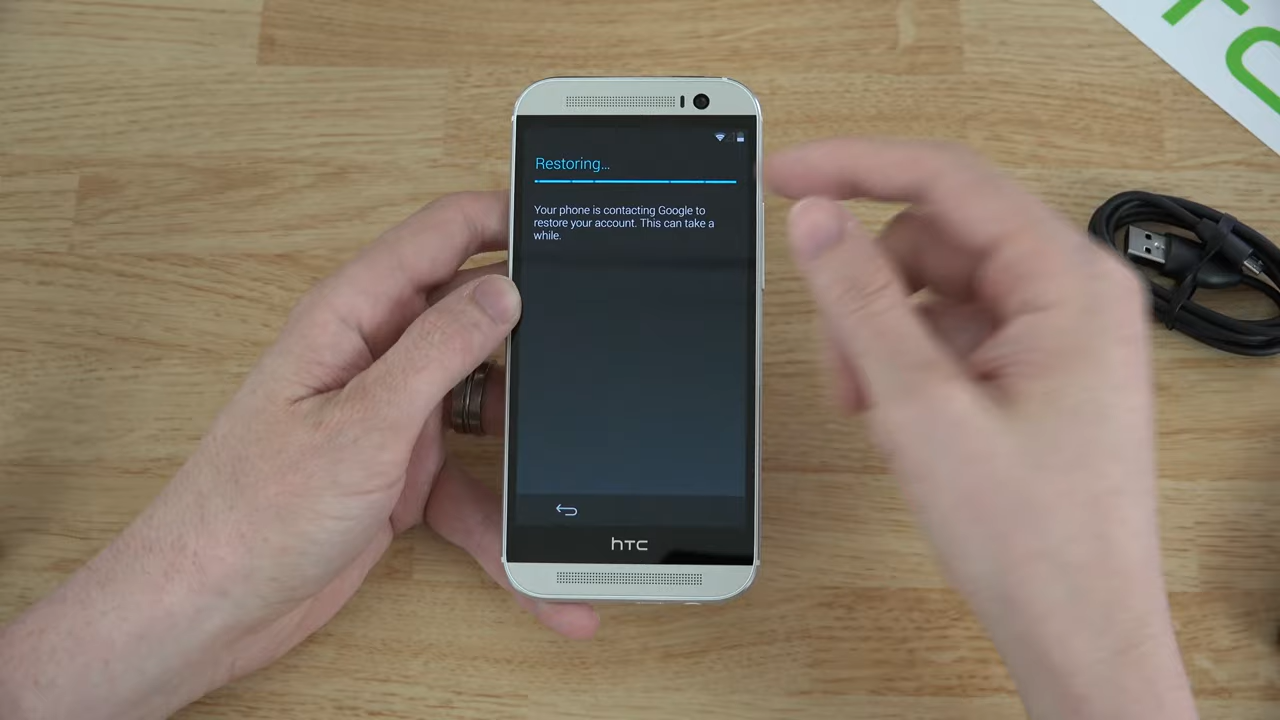 Restoring...
Your phone is contacting Google to
restore your account. This can take a
while.
hTC